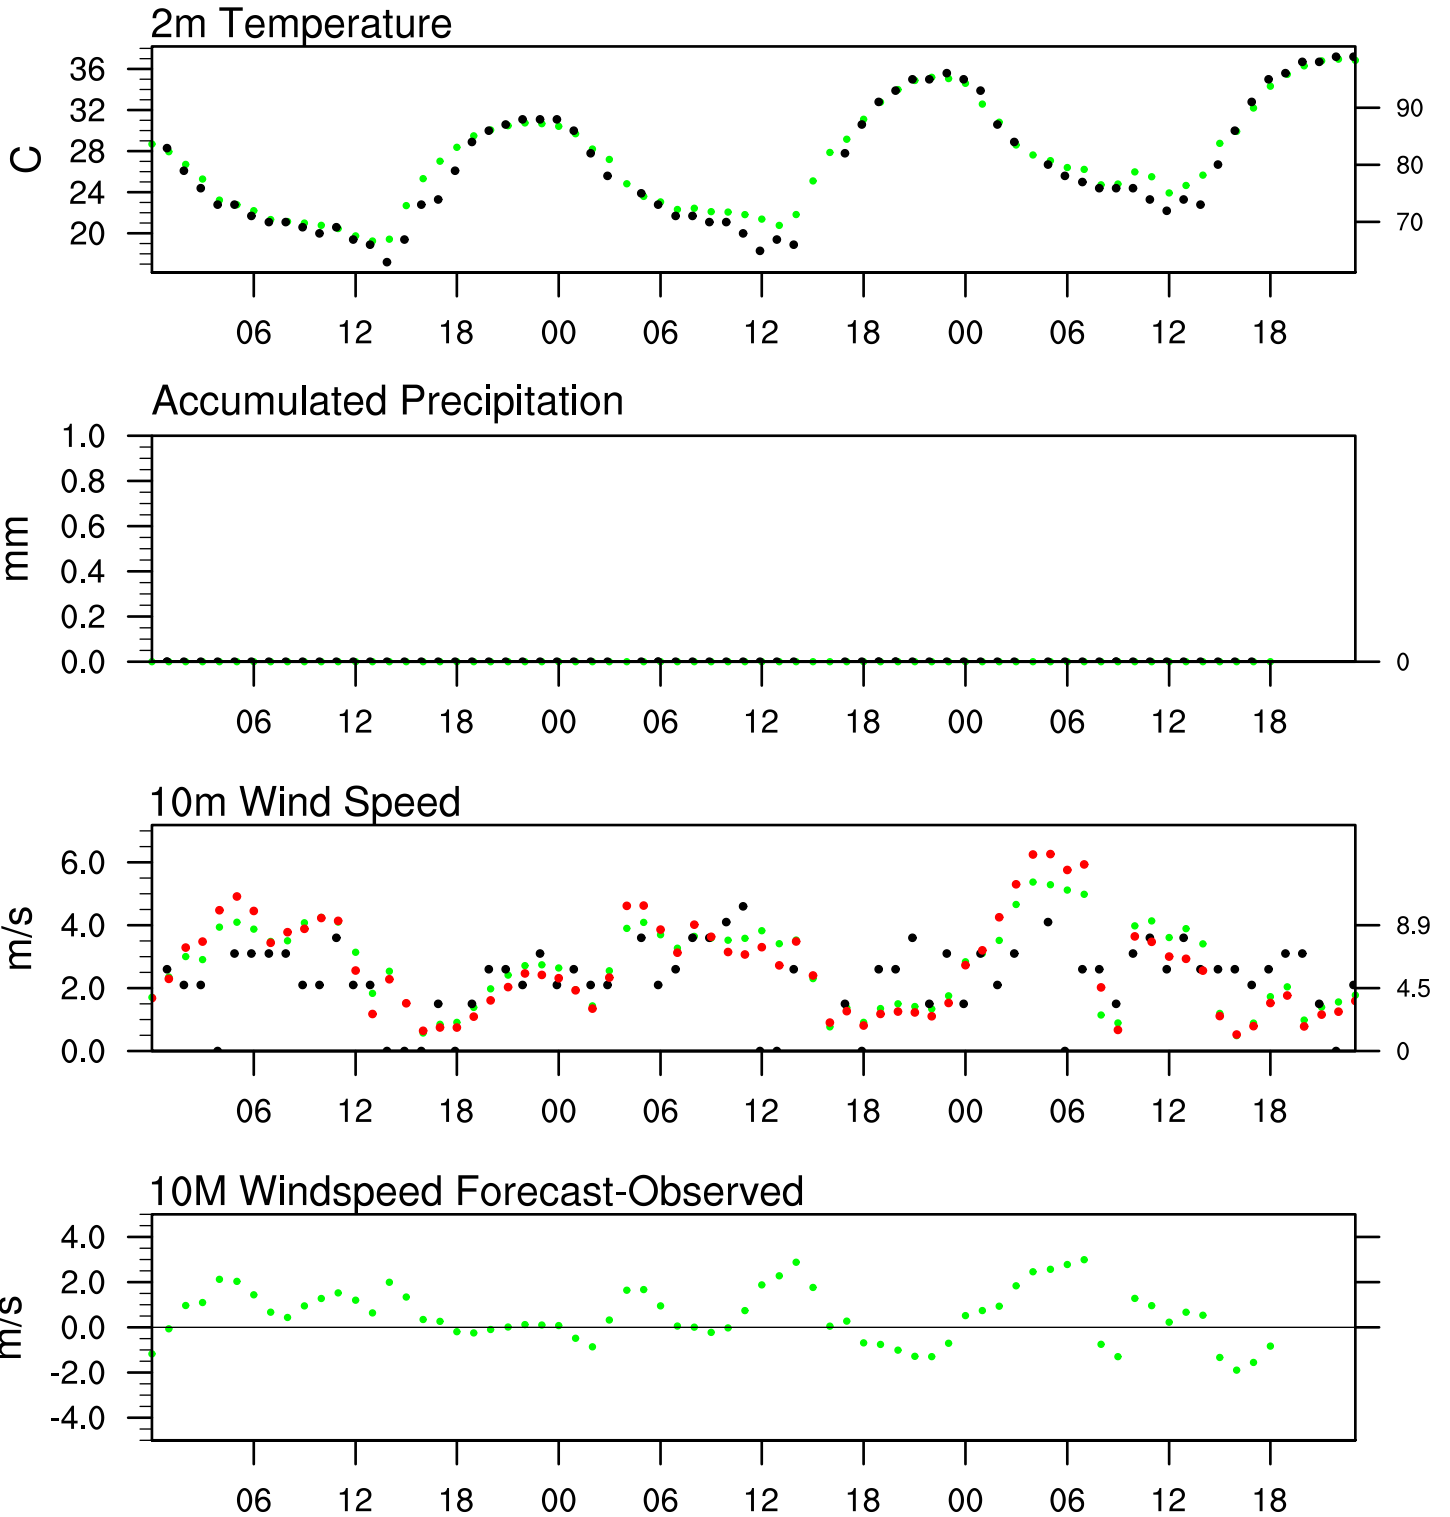 2m Temperature
36
32
28
24
20
C
90
80
70
06 12 18 00 06 12 18 00 06 12 18
Accumulated Precipitation
1.0
0.8
0.6
0.4
0.2
0.0
mm
0
06 12 18 00 06 12 18 00 06 12 18
10m Wind Speed
6.0
4.0
2.0
0.0
m/s
8.9
4.5
0
06 12 18 00 06 12 18 00 06 12 18
10M Windspeed Forecast-Observed
4.0
2.0
0.0
-2.0
-4.0
m/s
06 12 18 00 06 12 18 00 06 12 18